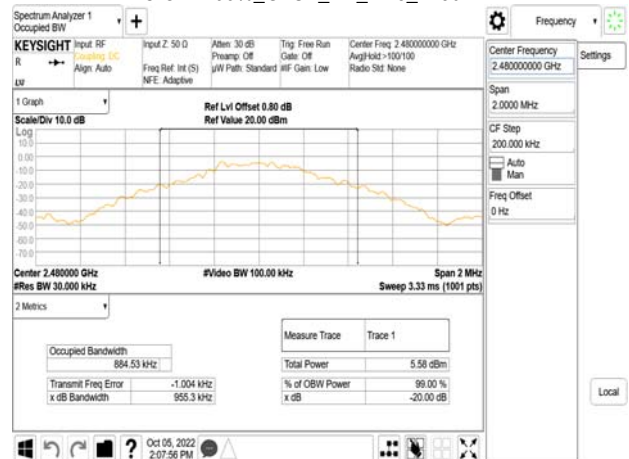 Spectrum Analyzer 1
Occupied BW
Frequency
KEYSIGHT
Input: RF
Coupling: DC
Align: Auto
Input Z: 50 Ω
Freq Ref: Int (S)
NFE: Adaptive
Atten: 30 dB
Preamp: Off
µW Path: Standard
Trig: Free Run
Gate: Off
#IF Gain: Low
Center Freq: 2.480000000 GHz
Avg|Hold:>100/100
Radio Std: None
Center Frequency
2.480000000 GHz
Settings
Span
2.0000 MHz
CF Step
200.000 kHz
Auto
Man
Freq Offset
0 Hz
1 Graph
Scale/Div 10.0 dB
Ref Lvl Offset 0.80 dB
Ref Value 20.00 dBm
Log
10.0
0.00
-10.0
-20.0
-30.0
-40.0
-50.0
-60.0
-70.0
Center 2.480000 GHz
#Res BW 30.000 kHz
#Video BW 100.00 kHz
Span 2 MHz
Sweep 3.33 ms (1001 pts)
2 Metrics
Measure Trace Trace 1
Occupied Bandwidth
884.53 kHz
Total Power 5.58 dBm
Transmit Freq Error -1.004 kHz
% of OBW Power 99.00 %
x dB Bandwidth 955.3 kHz
x dB -20.00 dB
Local
Oct 05, 2022
2:07:56 PM